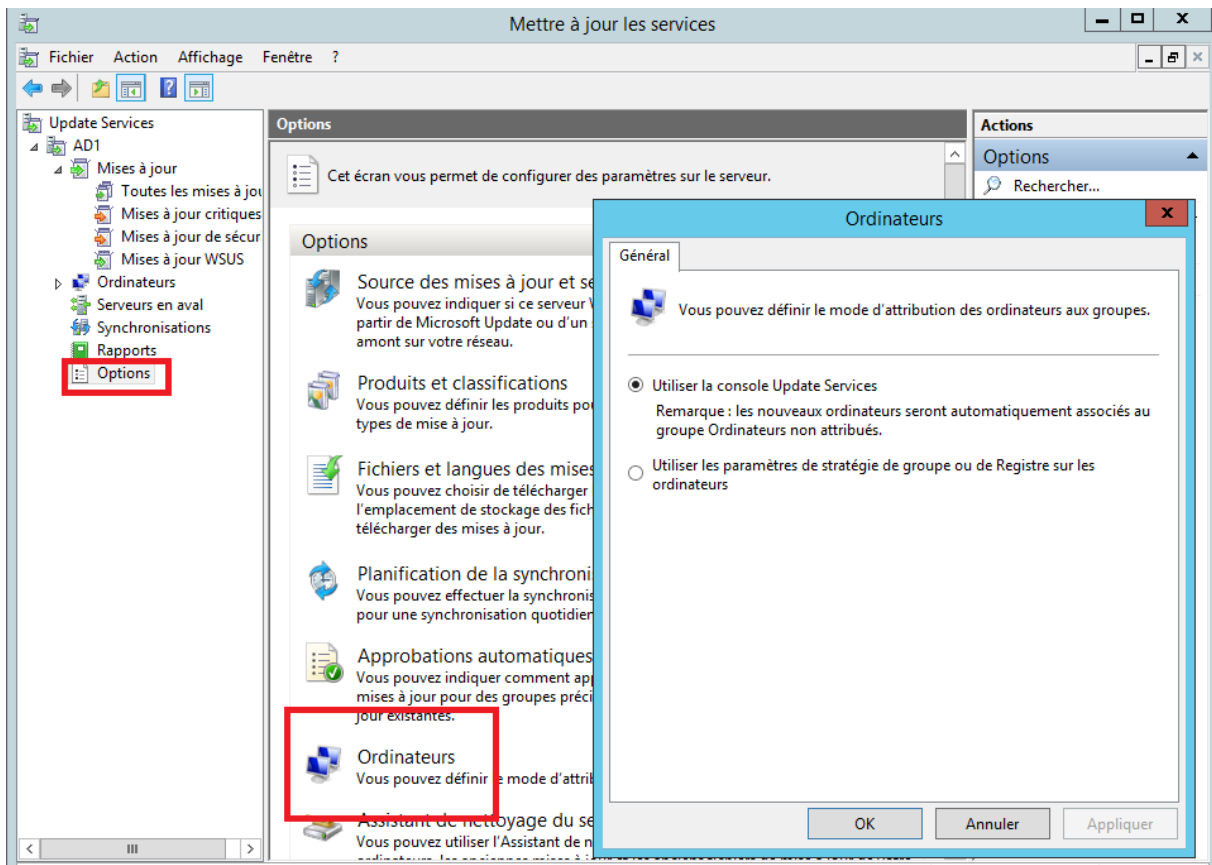 Mettre à jour les services
Fichier Action Affichage Fenêtre ?
Update Services
AD1
Mises à jour
Toutes les mises à jou
Mises à jour critiques
Mises à jour de sécur
Mises à jour WSUS
Ordinateurs
Serveurs en aval
Synchronisations
Rapports
Options
Options
Cet écran vous permet de configurer des paramètres sur le serveur.
Options
Source des mises à jour et se
Vous pouvez indiquer si ce serveur
partir de Microsoft Update ou d'un
amont sur votre réseau.
Produits et classifications
Vous pouvez définir les produits pou
types de mise à jour.
Fichiers et langues des mises
Vous pouvez choisir de télécharger
l'emplacement de stockage des fich
télécharger des mises à jour.
Planification de la synchroni
Vous pouvez effectuer la synchronis
pour une synchronisation quotidien
Approbations automatiques
Vous pouvez indiquer comment app
mises à jour pour des groupes préci
jour existantes.
Ordinateurs
Vous pouvez définir le mode d'attrib
Assistant de nettoyage du se
Vous pouvez utiliser l'Assistant de n
Actions
Options
Rechercher...
Ordinateurs
Général
Vous pouvez définir le mode d'attribution des ordinateurs aux groupes.
Utiliser la console Update Services
Remarque : les nouveaux ordinateurs seront automatiquement associés au
groupe Ordinateurs non attribués.
Utiliser les paramètres de stratégie de groupe ou de Registre sur les
ordinateurs
OK Annuler Appliquer